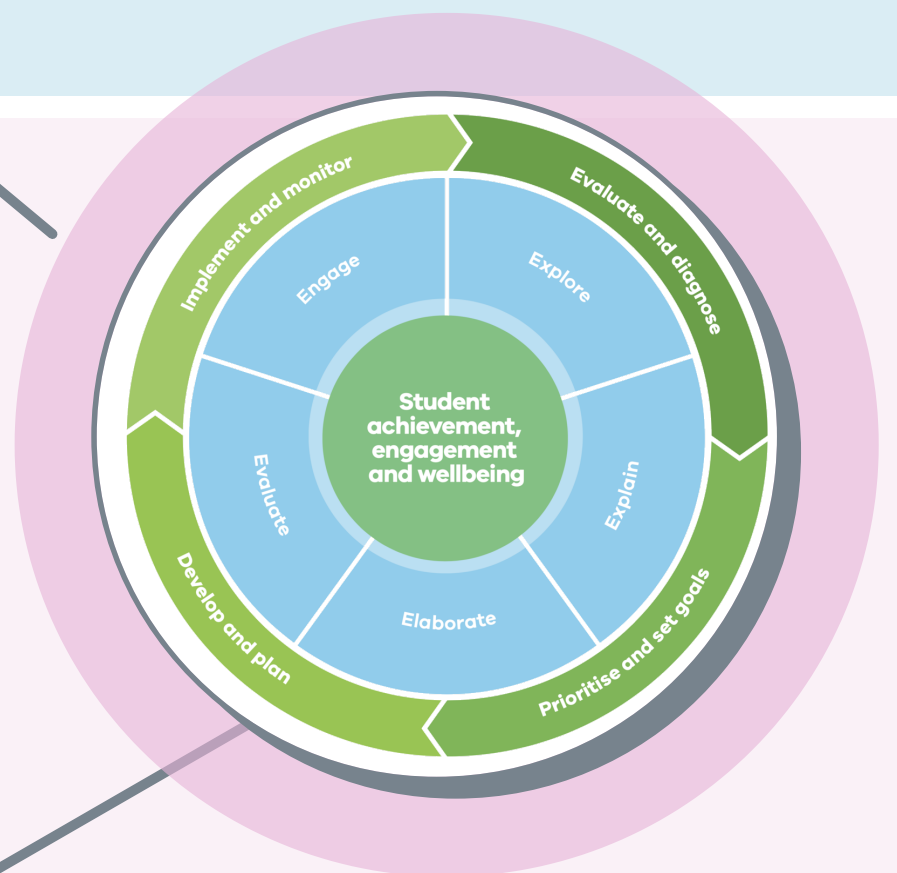 Implement and monitor
Evaluate and diagnose
Engage
Explore
Student
achievement,
engagement
and wellbeing
Evaluate
Explain
Elaborate
Develop and plan
Prioritise and set goals